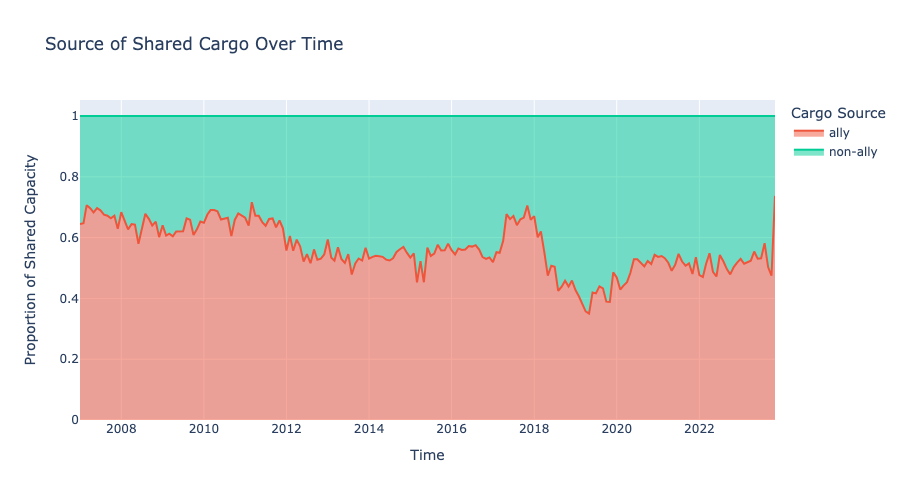 Source of Shared Cargo Over Time
Proportion of Shared Capacity
1
0.8
0.6
0.4
0.2
0
2008 2010 2012 2014 2016 2018 2020 2022
Time
Cargo Source
ally
non-ally